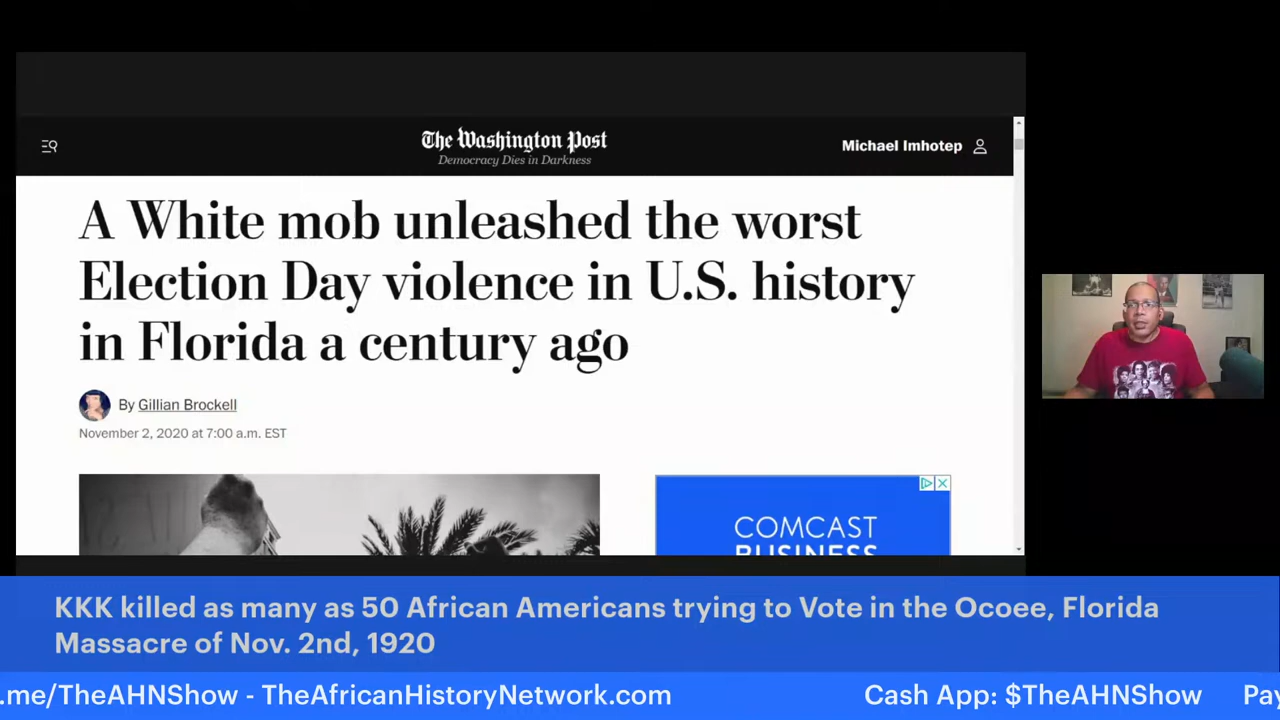 The Washington Post
Democracy Dies in Darkness
Michael Imhotep
A White mob unleashed the worst
Election Day violence in U.S. history
in Florida a century ago
By Gillian Brockell
November 2, 2020 at 7:00 a.m. EST
COMCAST
BUSINESS
KKK killed as many as 50 African Americans trying to Vote in the Ocoee, Florida
Massacre of Nov. 2nd, 1920
.me/TheAHNShow - TheAfricanHistoryNetwork.com Cash App: $TheAHNShow Pay